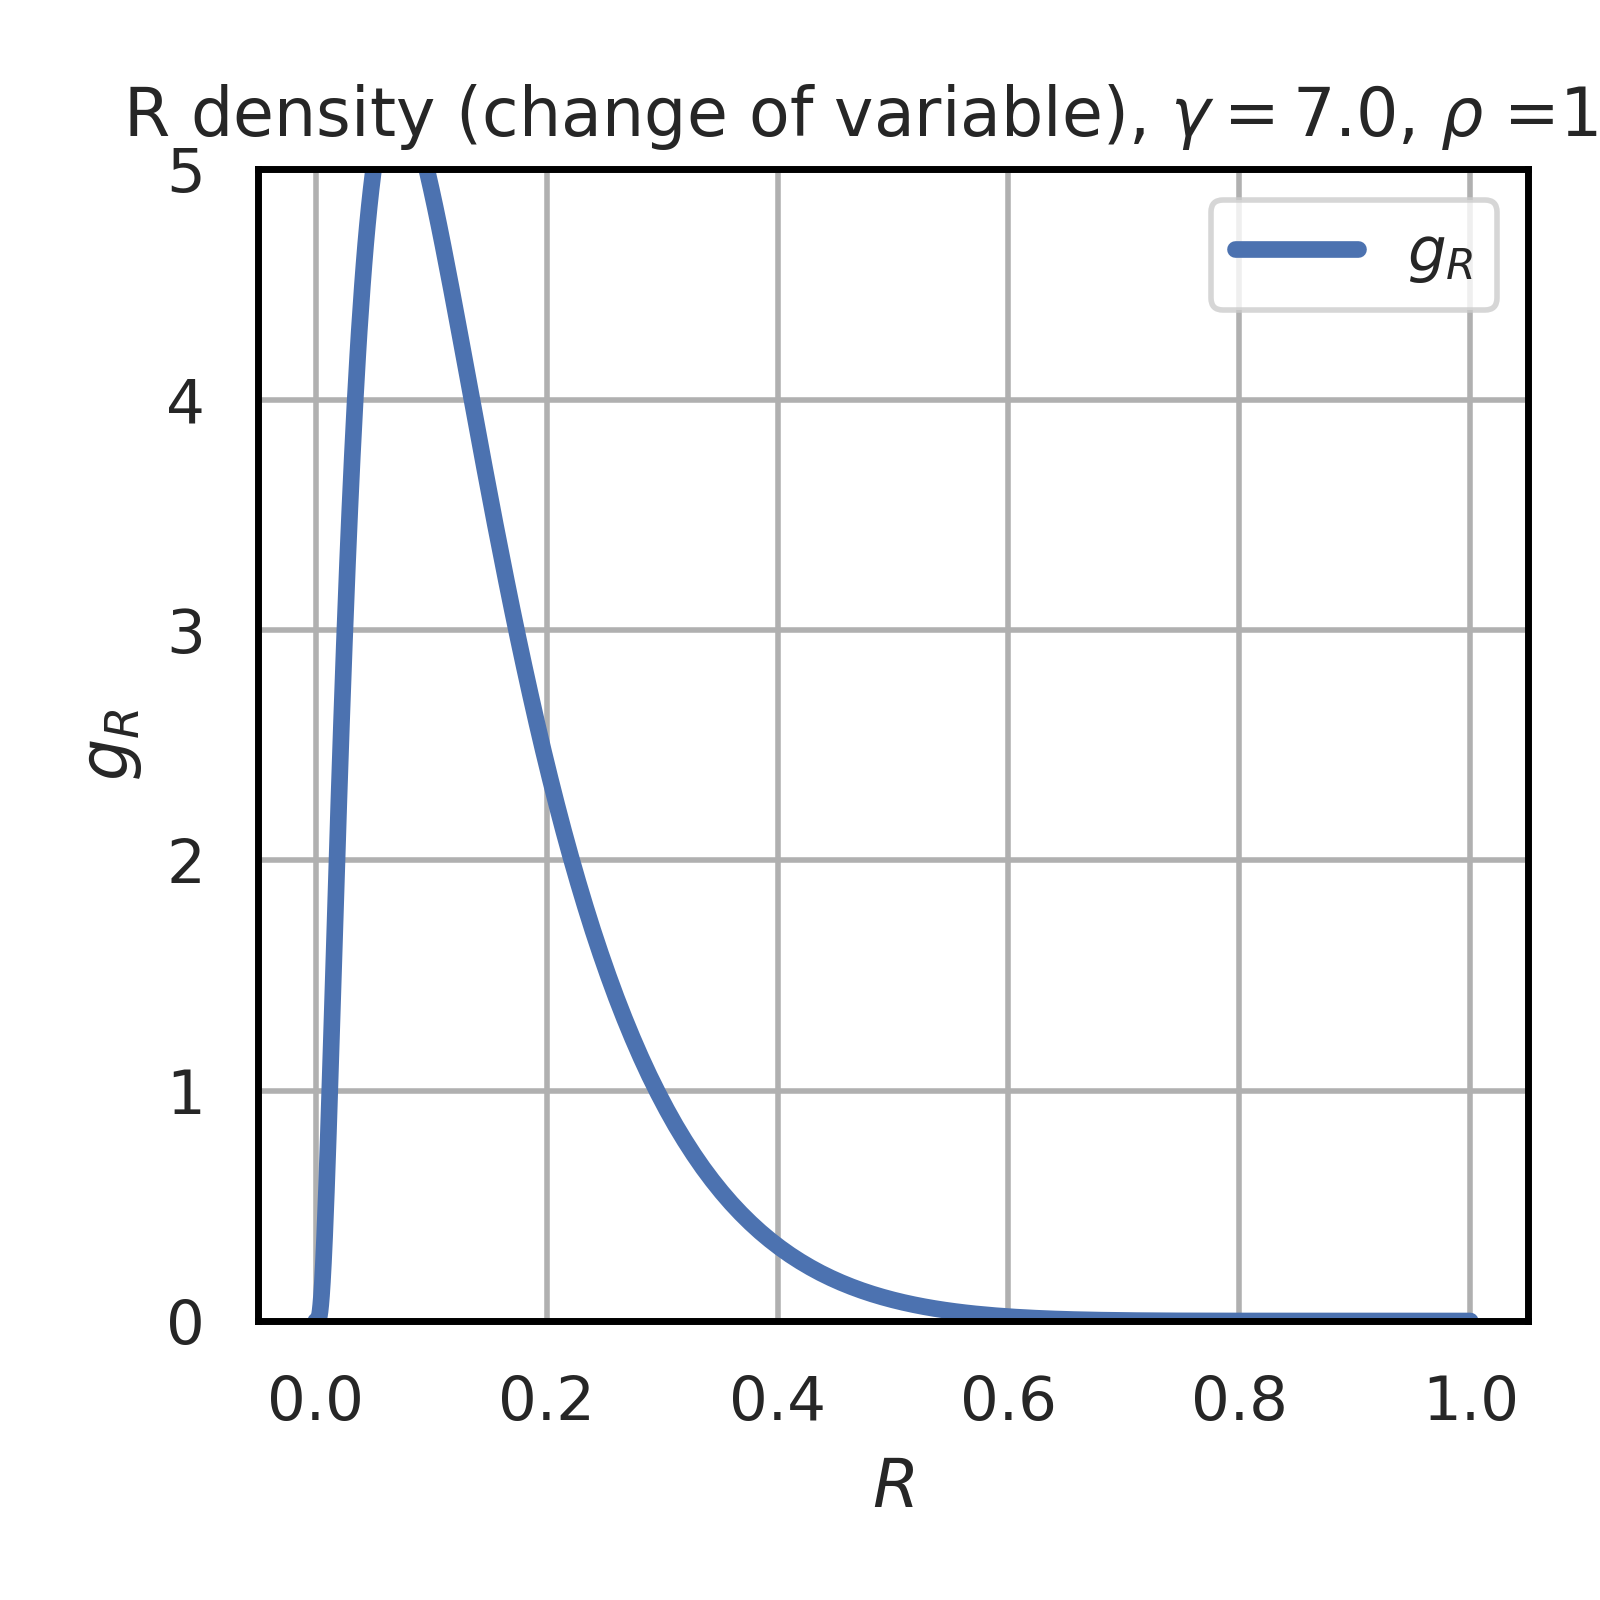 R density (change of variable), γ = 7.0, ρ =1
5
4
3
2
1
0
g_R
g_R
0.0 0.2 0.4 0.6 0.8 1.0
R